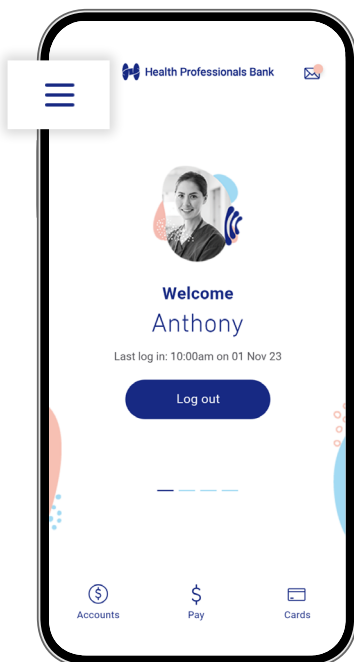 Health Professionals Bank
Welcome
Anthony
Last log in: 10:00am on 01 Nov 23
Log out
$ $
Accounts Pay Cards